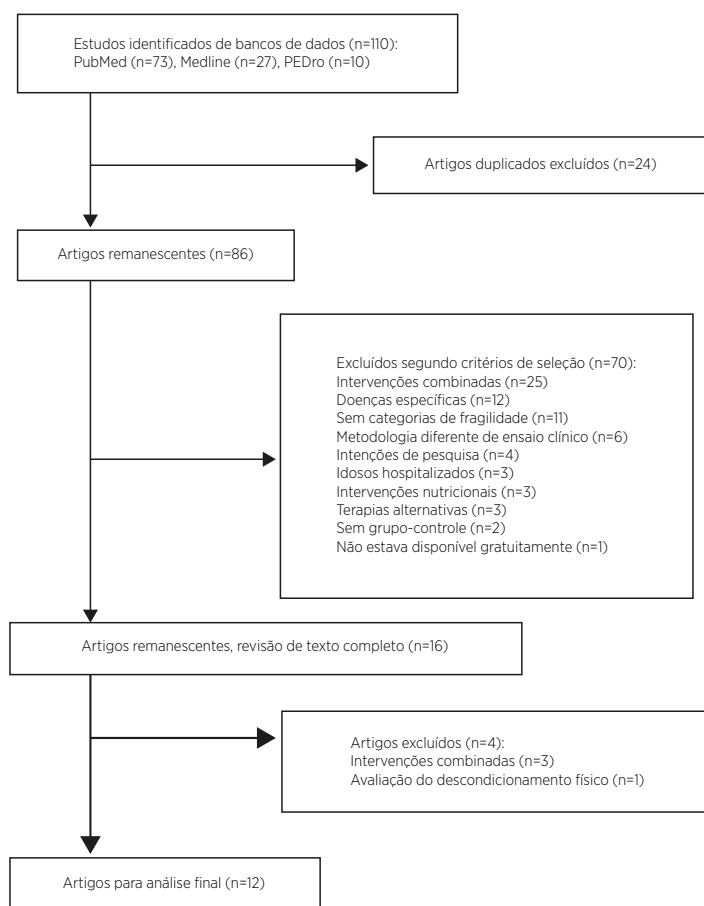 Estudos identificados de bancos de dados (n=110):
PubMed (n=73), Medline (n=27), PEDro (n=10)
Artigos duplicados excluídos (n=24)
Artigos remanescentes (n=86)
Excluídos segundo critérios de seleção (n=70):
Intervenções combinadas (n=25)
Doenças específicas (n=12)
Sem categorias de fragilidade (n=11)
Metodologia diferente de ensaio clínico (n=6)
Intenções de pesquisa (n=4)
Idosos hospitalizados (n=3)
Intervenções nutricionais (n=3)
Terapias alternativas (n=3)
Sem grupo-controle (n=2)
Não estava disponível gratuitamente (n=1)
Artigos remanescentes, revisão de texto completo (n=16)
Artigos excluídos (n=4):
Intervenções combinadas (n=3)
Avaliação do descondicionamento físico (n=1)
Artigos para análise final (n=12)